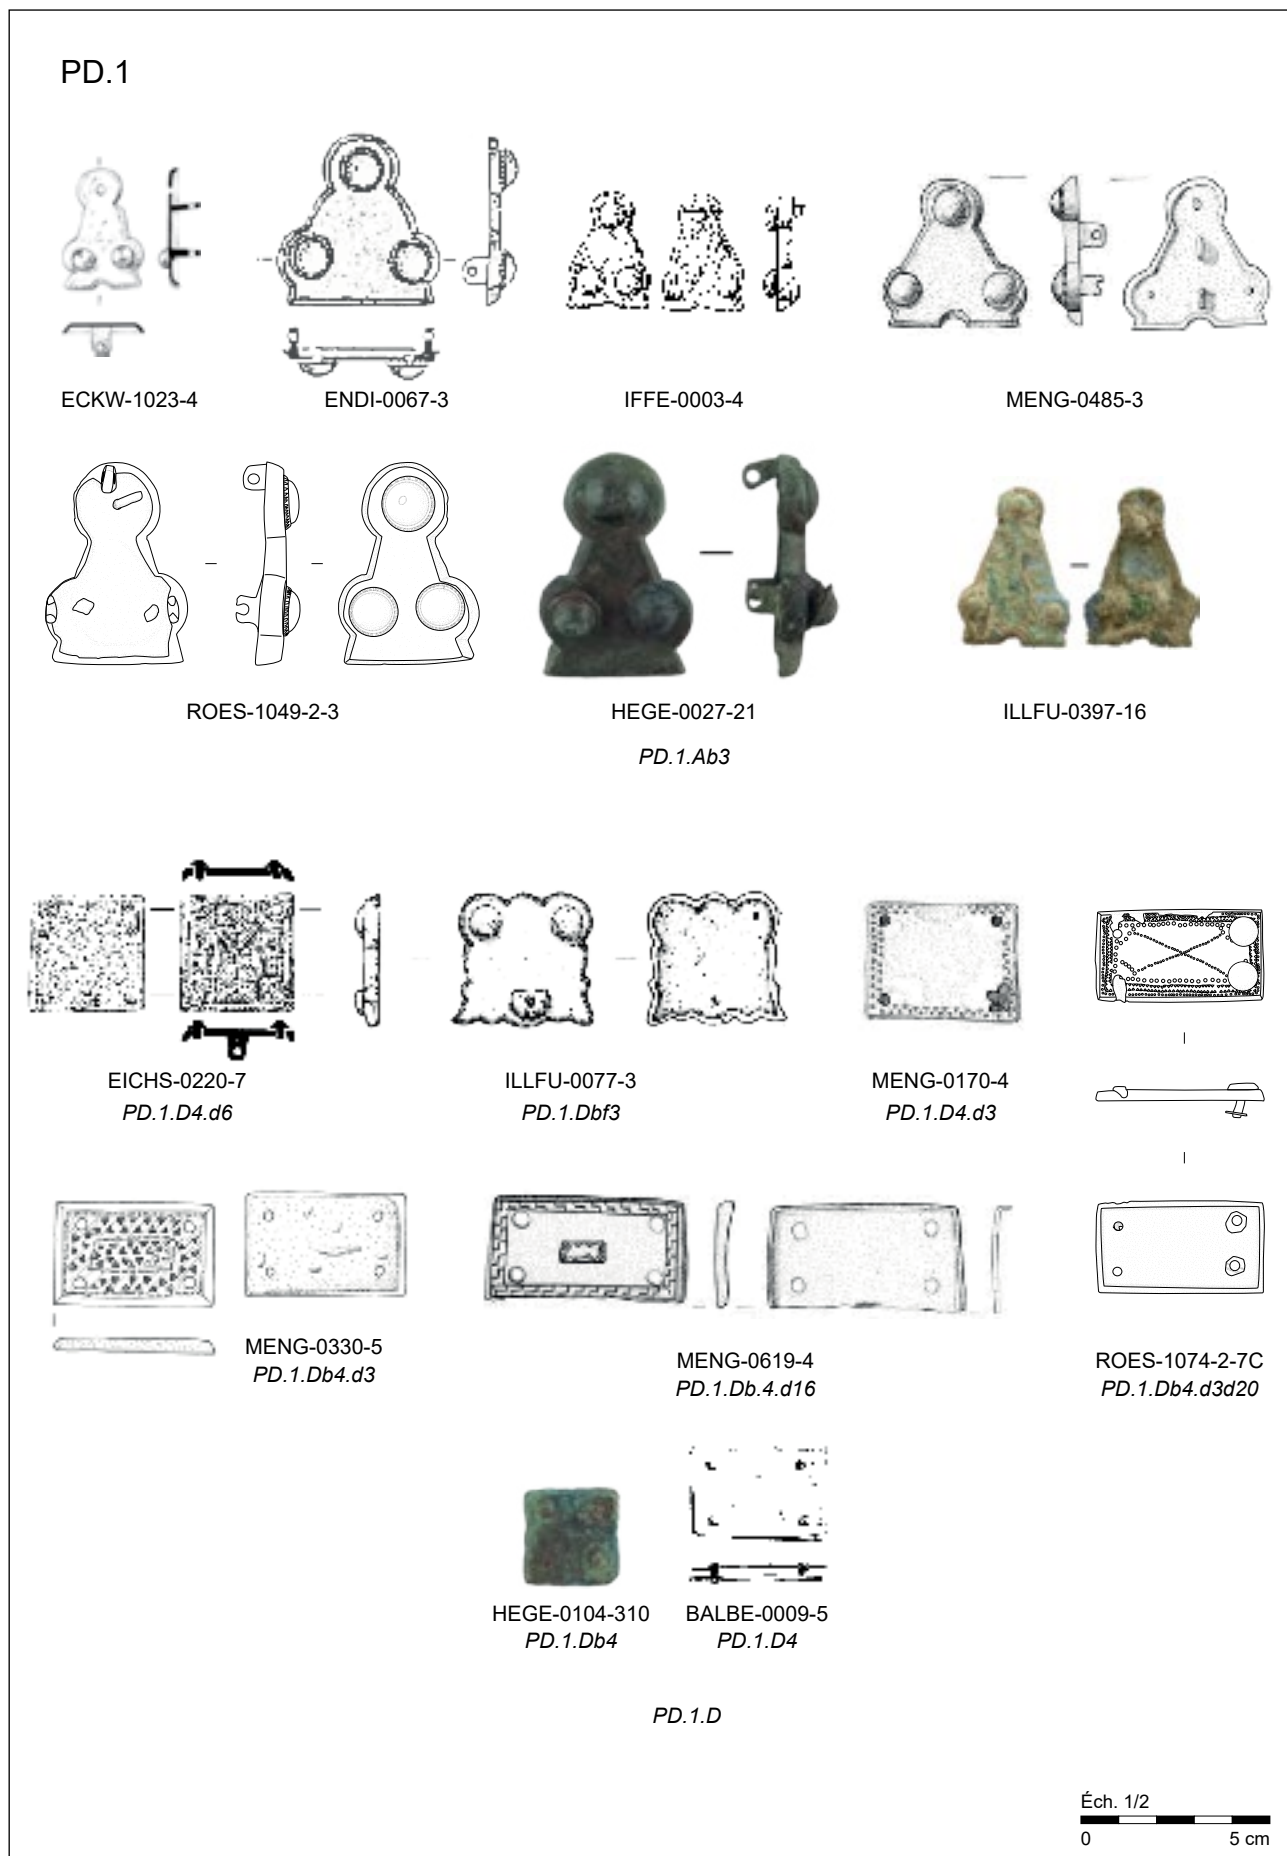 PD.1
ECKW-1023-4
ENDI-0067-3
IFFE-0003-4
MENG-0485-3
ROES-1049-2-3
HEGE-0027-21
ILLFU-0397-16
PD.1.Ab3
EICHS-0220-7
PD.1.D4.d6
ILLFU-0077-3
PD.1.Dbf3
MENG-0170-4
PD.1.D4.d3
MENG-0330-5
PD.1.Db4.d3
MENG-0619-4
PD.1.Db.4.d16
ROES-1074-2-7C
PD.1.Db4.d3d20
HEGE-0104-310
PD.1.Db4
BALBE-0009-5
PD.1.D4
PD.1.D
Éch. 1/2
0 5 cm